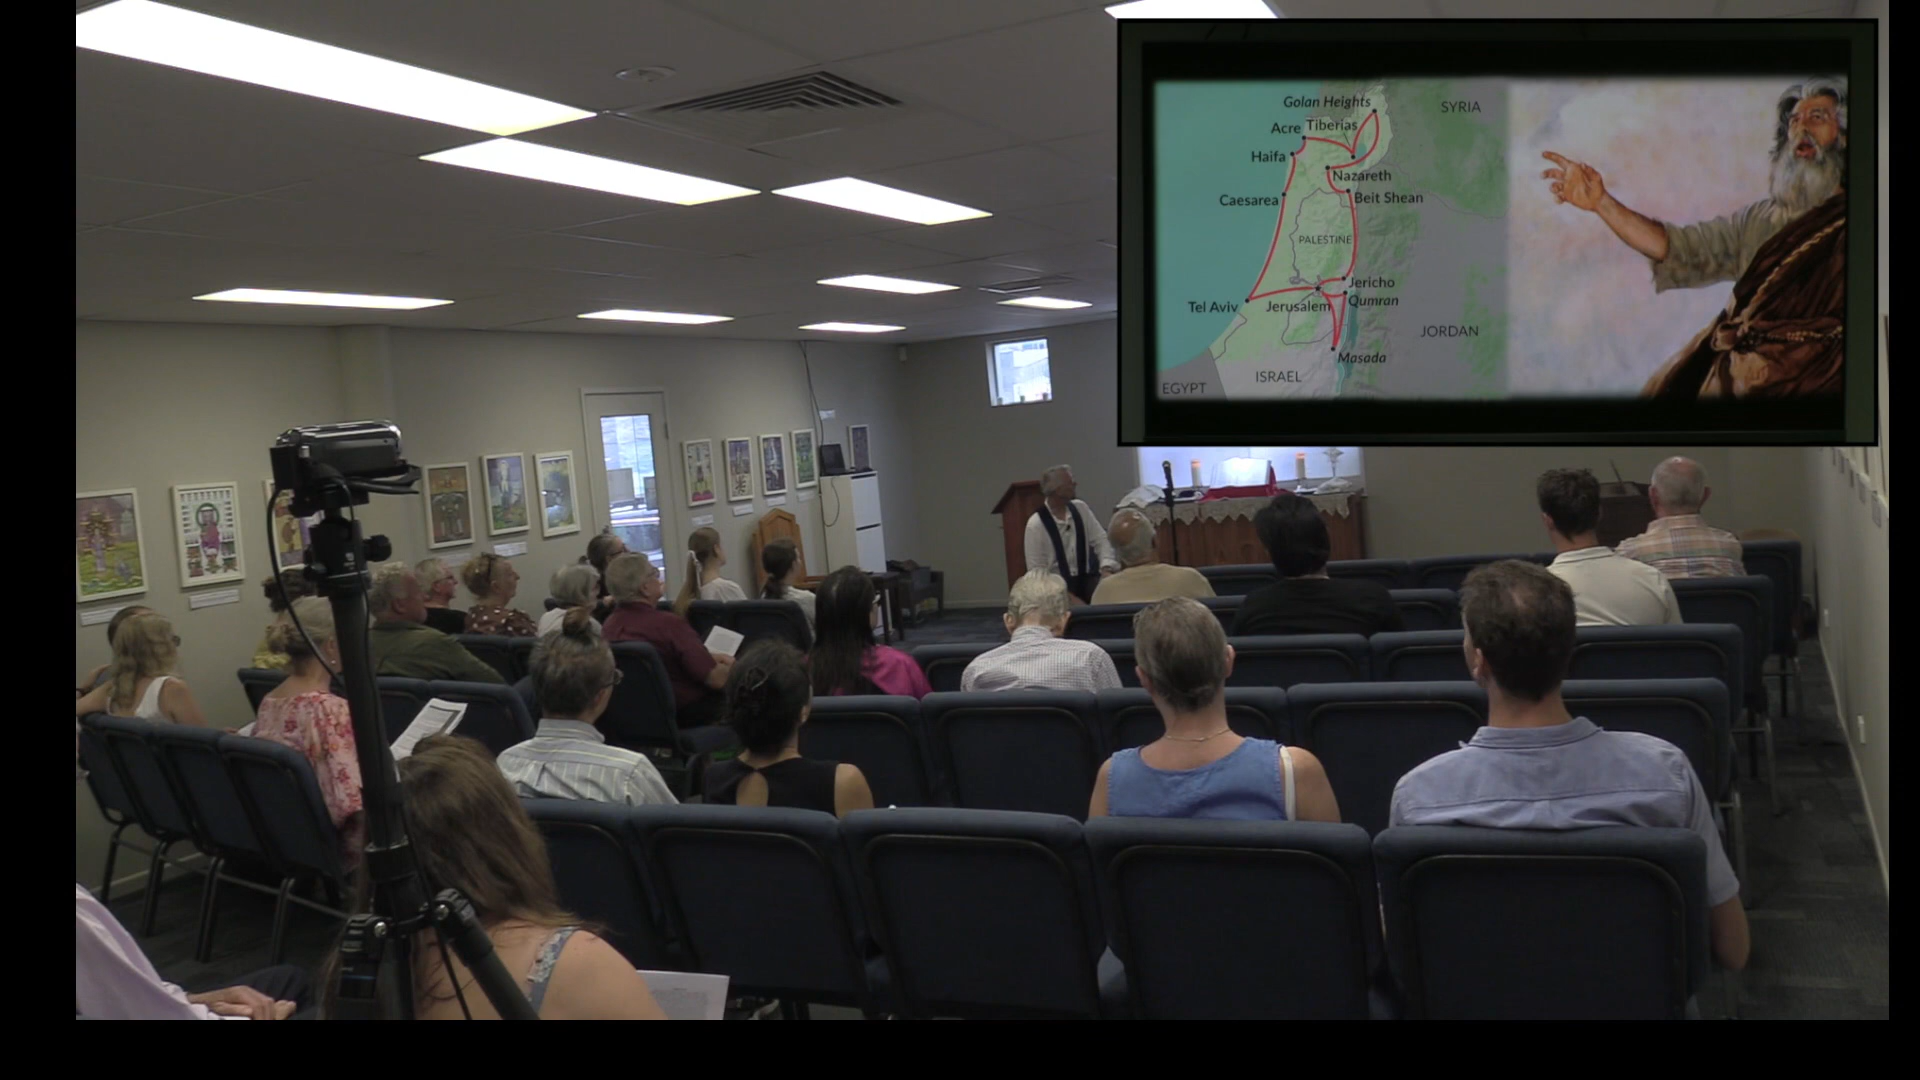 Golan Heights
SYRIA
Acre
Tiberias
Haifa
Nazareth
Caesarea
Beit Shean
PALESTINE
Jericho
Qumran
Tel Aviv
Jerusalem
JORDAN
Masada
ISRAEL
EGYPT